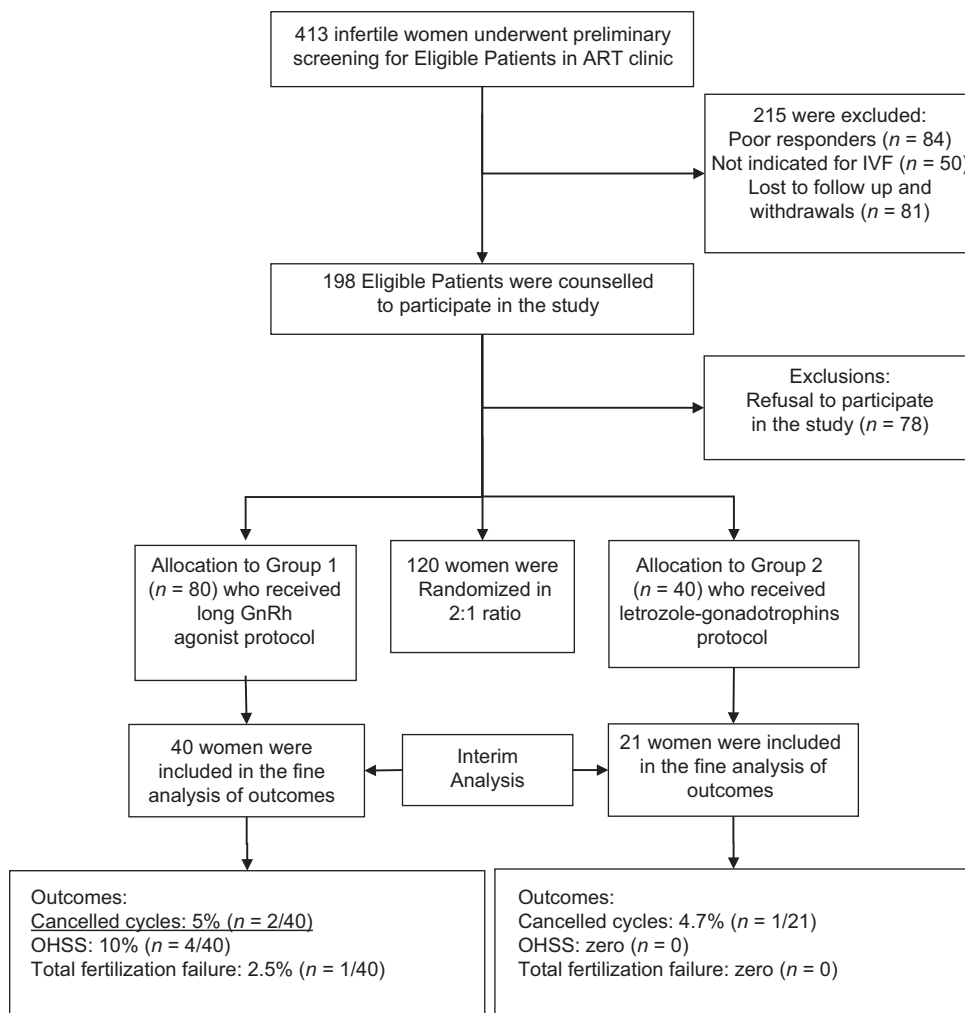 413 infertile women underwent preliminary
screening for Eligible Patients in ART clinic
215 were excluded:
Poor responders (n = 84)
Not indicated for IVF (n = 50)
Lost to follow up and
withdrawals (n = 81)
198 Eligible Patients were counselled
to participate in the study
Exclusions:
Refusal to participate
in the study (n = 78)
Allocation to Group 1
(n = 80) who received
long GnRh
agonist protocol
120 women were
Randomized in
2:1 ratio
Allocation to Group 2
(n = 40) who received
letrozole-gonadotrophins
protocol
40 women were
included in the fine
analysis of outcomes
Interim
Analysis
21 women were included
in the fine analysis of
outcomes
Outcomes:
Cancelled cycles: 5% (n = 2/40)
OHSS: 10% (n = 4/40)
Total fertilization failure: 2.5% (n = 1/40)
Outcomes:
Cancelled cycles: 4.7% (n = 1/21)
OHSS: zero (n = 0)
Total fertilization failure: zero (n = 0)